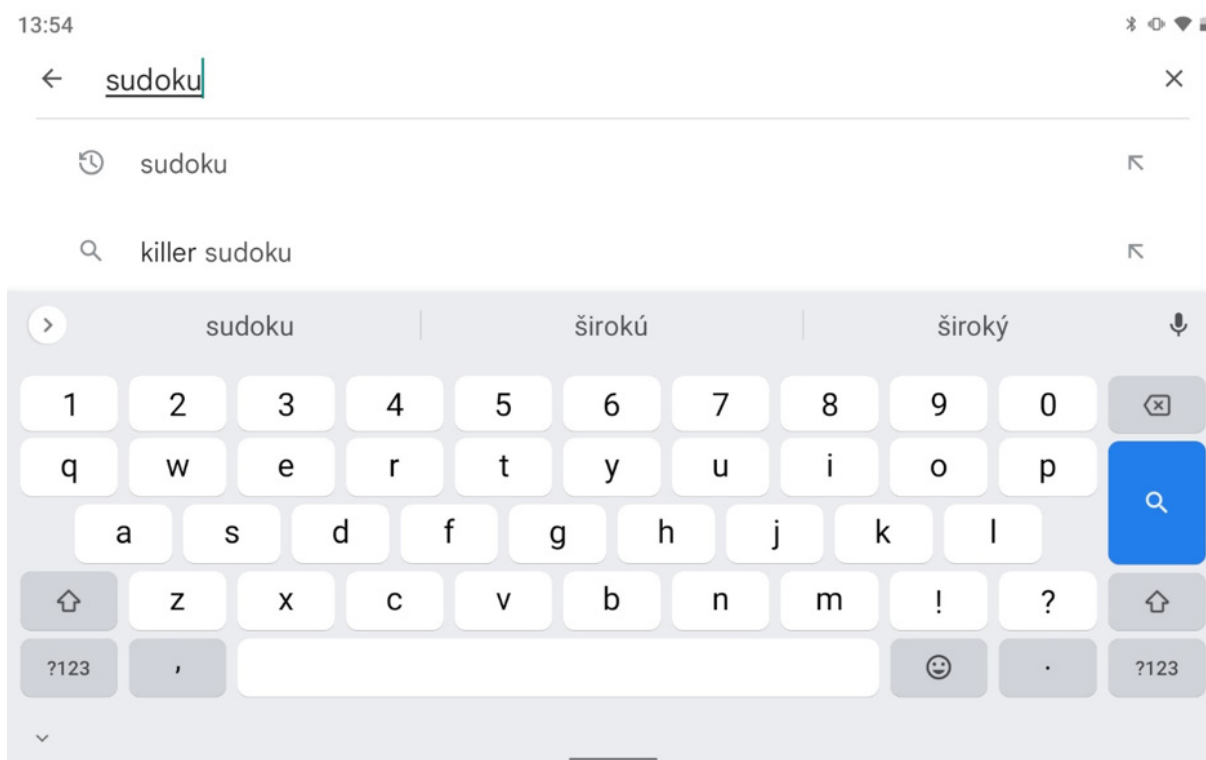 13:54
sudoku
sudoku
killer sudoku
sudoku širokú široký
1 2 3 4 5 6 7 8 9 0
q w e r t y u i o p
a s d f g h j k l
z x c v b n m ! ?
?123 , . ?123